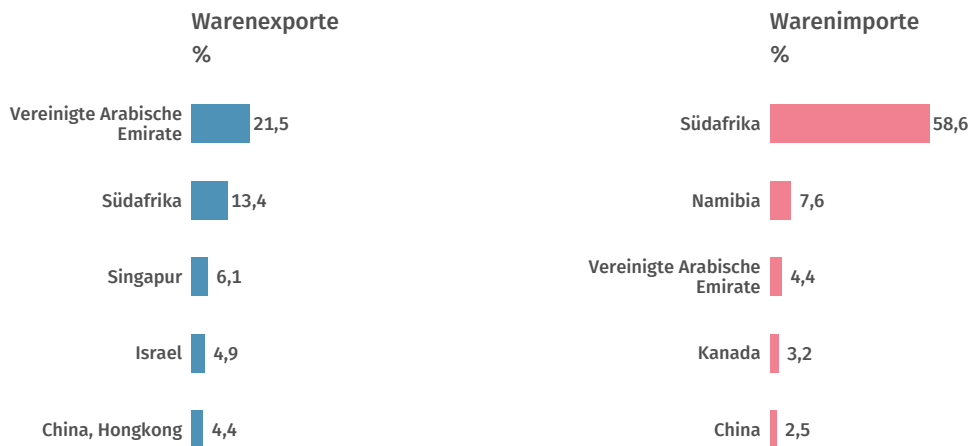 Warenexporte
%
Vereinigte Arabische
Emirate
21,5
Südafrika
13,4
Singapur
6,1
Israel
4,9
China, Hongkong
4,4
Warenimporte
%
Südafrika
58,6
Namibia
7,6
Vereinigte Arabische
Emirate
4,4
Kanada
3,2
China
2,5